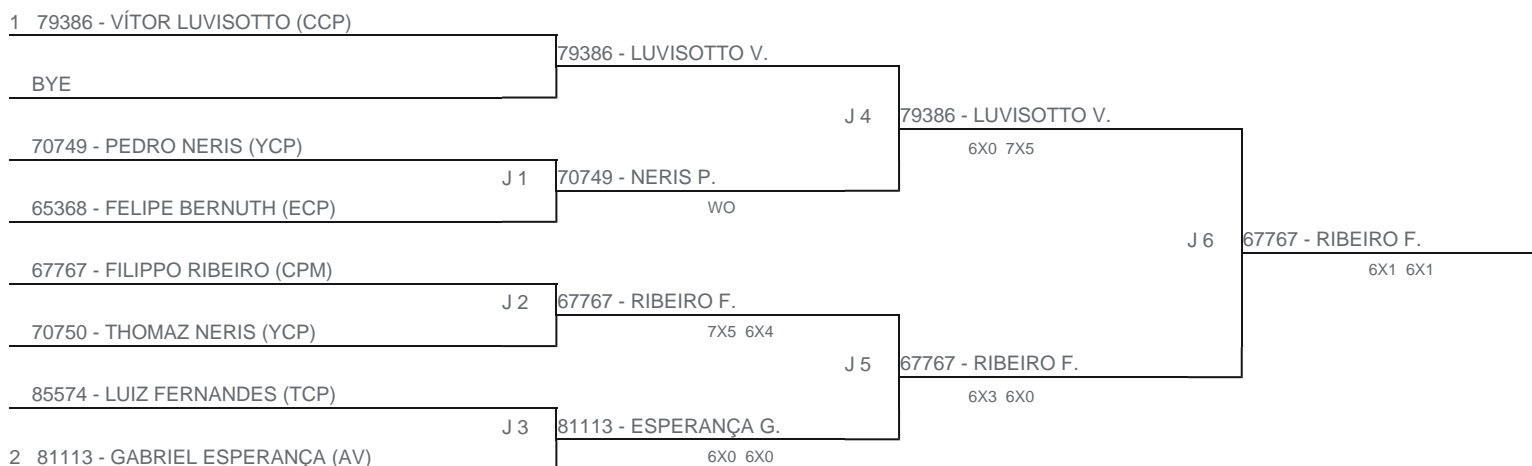 1 79386 - VÍTOR LUVISOTTO (CCP)
79386 - LUVISOTTO V.
BYE
J 4
79386 - LUVISOTTO V.
6X0 7X5
70749 - PEDRO NERIS (YCP)
J 1
70749 - NERIS P.
WO
65368 - FELIPE BERNUTH (ECP)
J 6
67767 - RIBEIRO F.
6X1 6X1
67767 - FILIPPO RIBEIRO (CPM)
J 2
67767 - RIBEIRO F.
7X5 6X4
70750 - THOMAZ NERIS (YCP)
J 5
67767 - RIBEIRO F.
6X3 6X0
85574 - LUIZ FERNANDES (TCP)
J 3
81113 - ESPERANÇA G.
6X0 6X0
2 81113 - GABRIEL ESPERANÇA (AV)